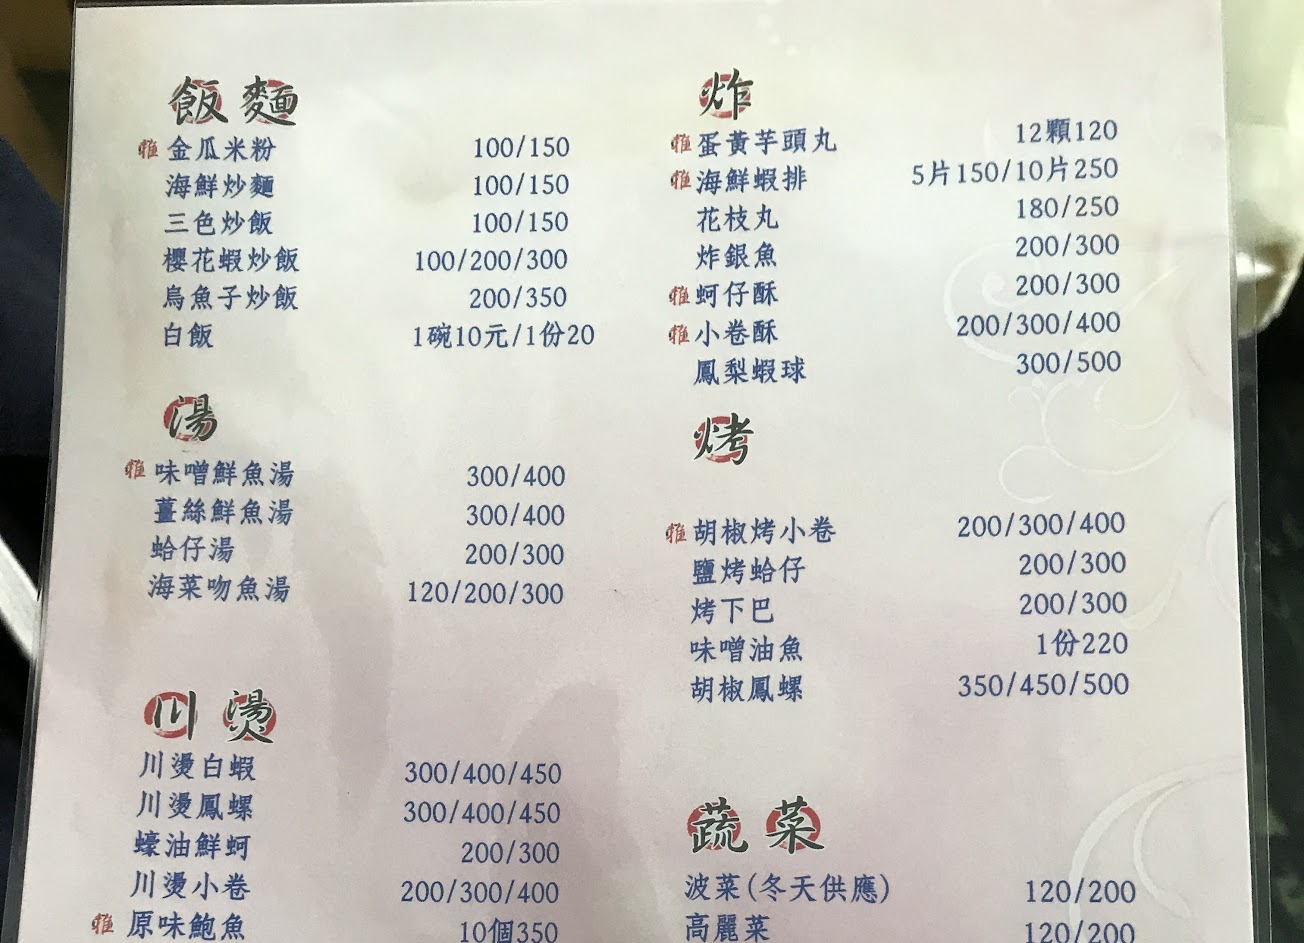 飯麵
雅 金瓜米粉 100/150
海鮮炒麵 100/150
三色炒飯 100/150
櫻花蝦炒飯 100/200/300
烏魚子炒飯 200/350
白飯 1碗10元/1份20
湯
雅 味噌鮮魚湯 300/400
薑絲鮮魚湯 300/400
蛤仔湯 200/300
海菜吻魚湯 120/200/300
川燙
川燙白蝦 300/400/450
川燙鳳螺 300/400/450
蠔油鮮蚵 200/300
川燙小卷 200/300/400
雅 原味鮑魚 10個350
炸
雅 蛋黃芋頭丸 12顆120
雅 海鮮蝦排 5片150/10片250
花枝丸 180/250
炸銀魚 200/300
雅 蚵仔酥 200/300
雅 小卷酥 200/300/400
鳳梨蝦球 300/500
烤
雅 胡椒烤小卷 200/300/400
鹽烤蛤仔 200/300
烤下巴 200/300
味噌油魚 1份220
胡椒鳳螺 350/450/500
蔬菜
波菜(冬天供應) 120/200
高麗菜 120/200